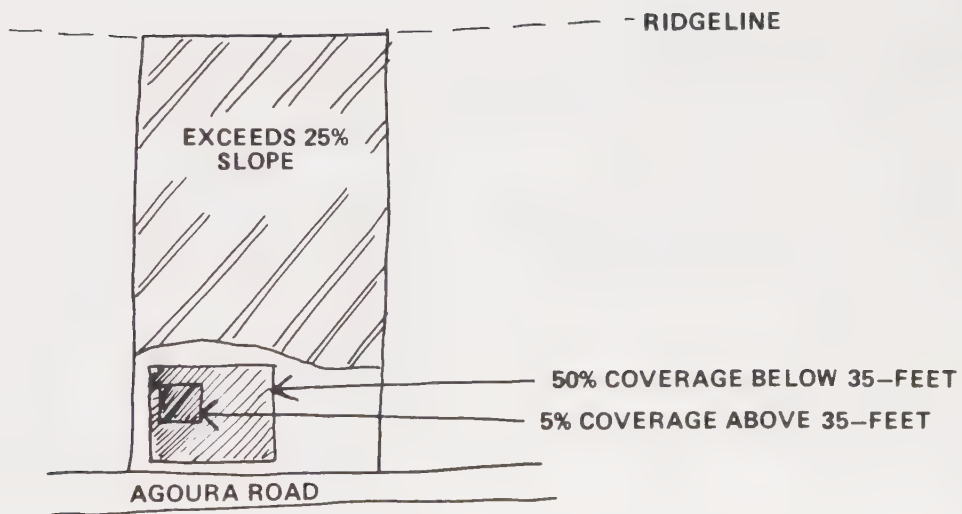 RIDGELINE
EXCEEDS 25%
SLOPE
50% COVERAGE BELOW 35-FEET
5% COVERAGE ABOVE 35-FEET
AGOURA ROAD